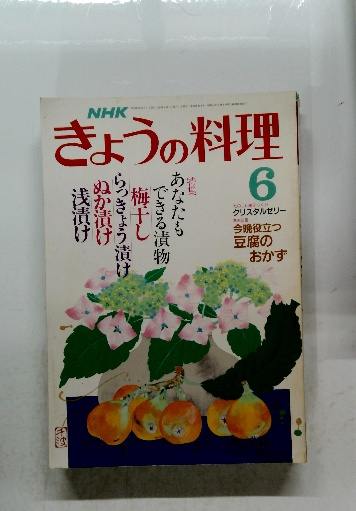 NHK
きょうの料理
6
クリスタルゼリー
今晩役立つ
豆腐の
おかず
特集
あなたも
できる漬物
梅干し
らっきょう漬け
ぬか漬け
浅漬け